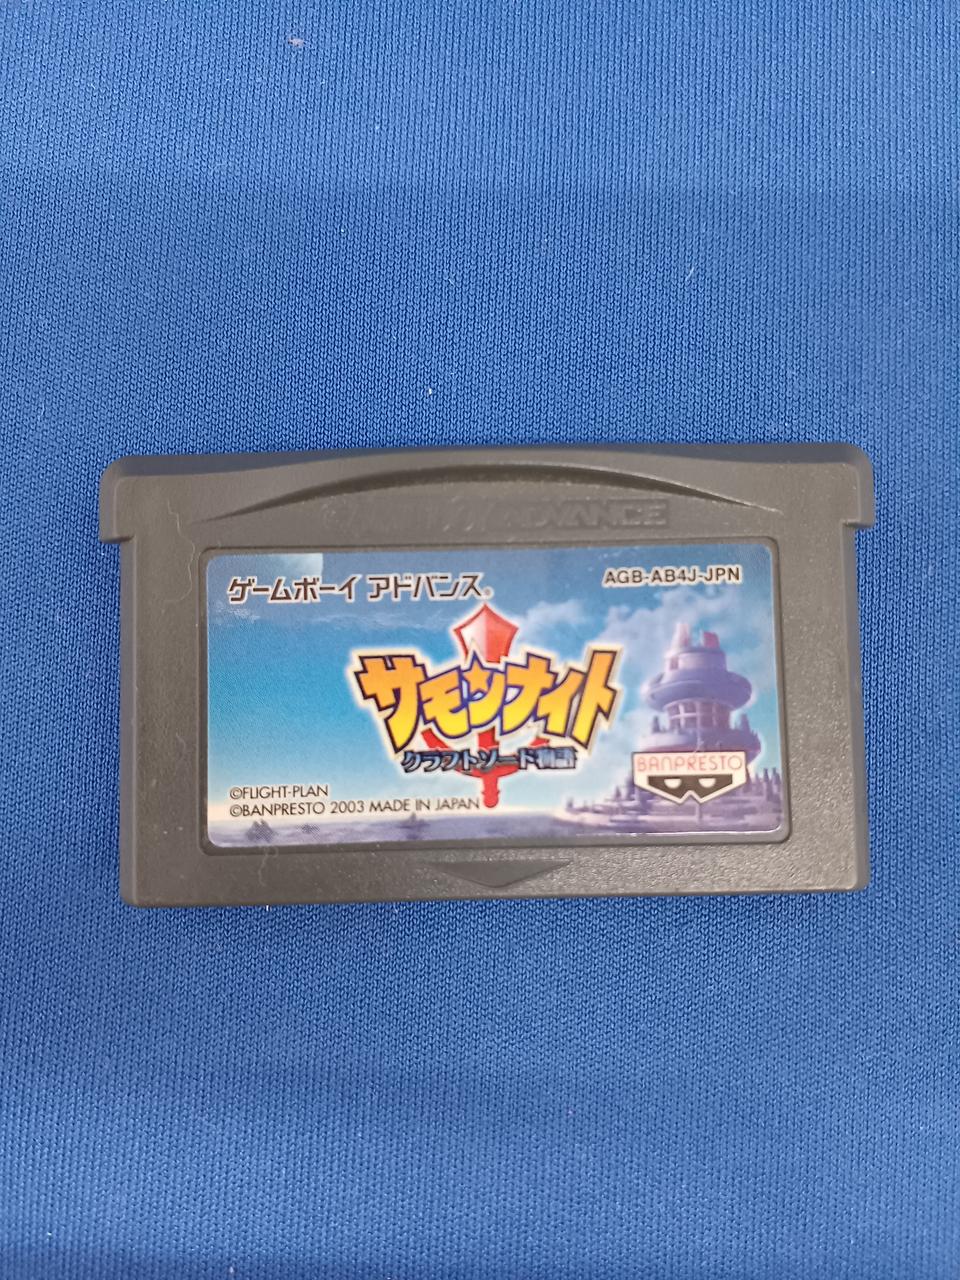 GAME BOY ADVANCE
ゲームボーイ アドバンス®
AGB-AB4J-JPN
サモンナイト
クラフトソード物語
BANPRESTO
©FLIGHT-PLAN
©BANPRESTO 2003 MADE IN JAPAN